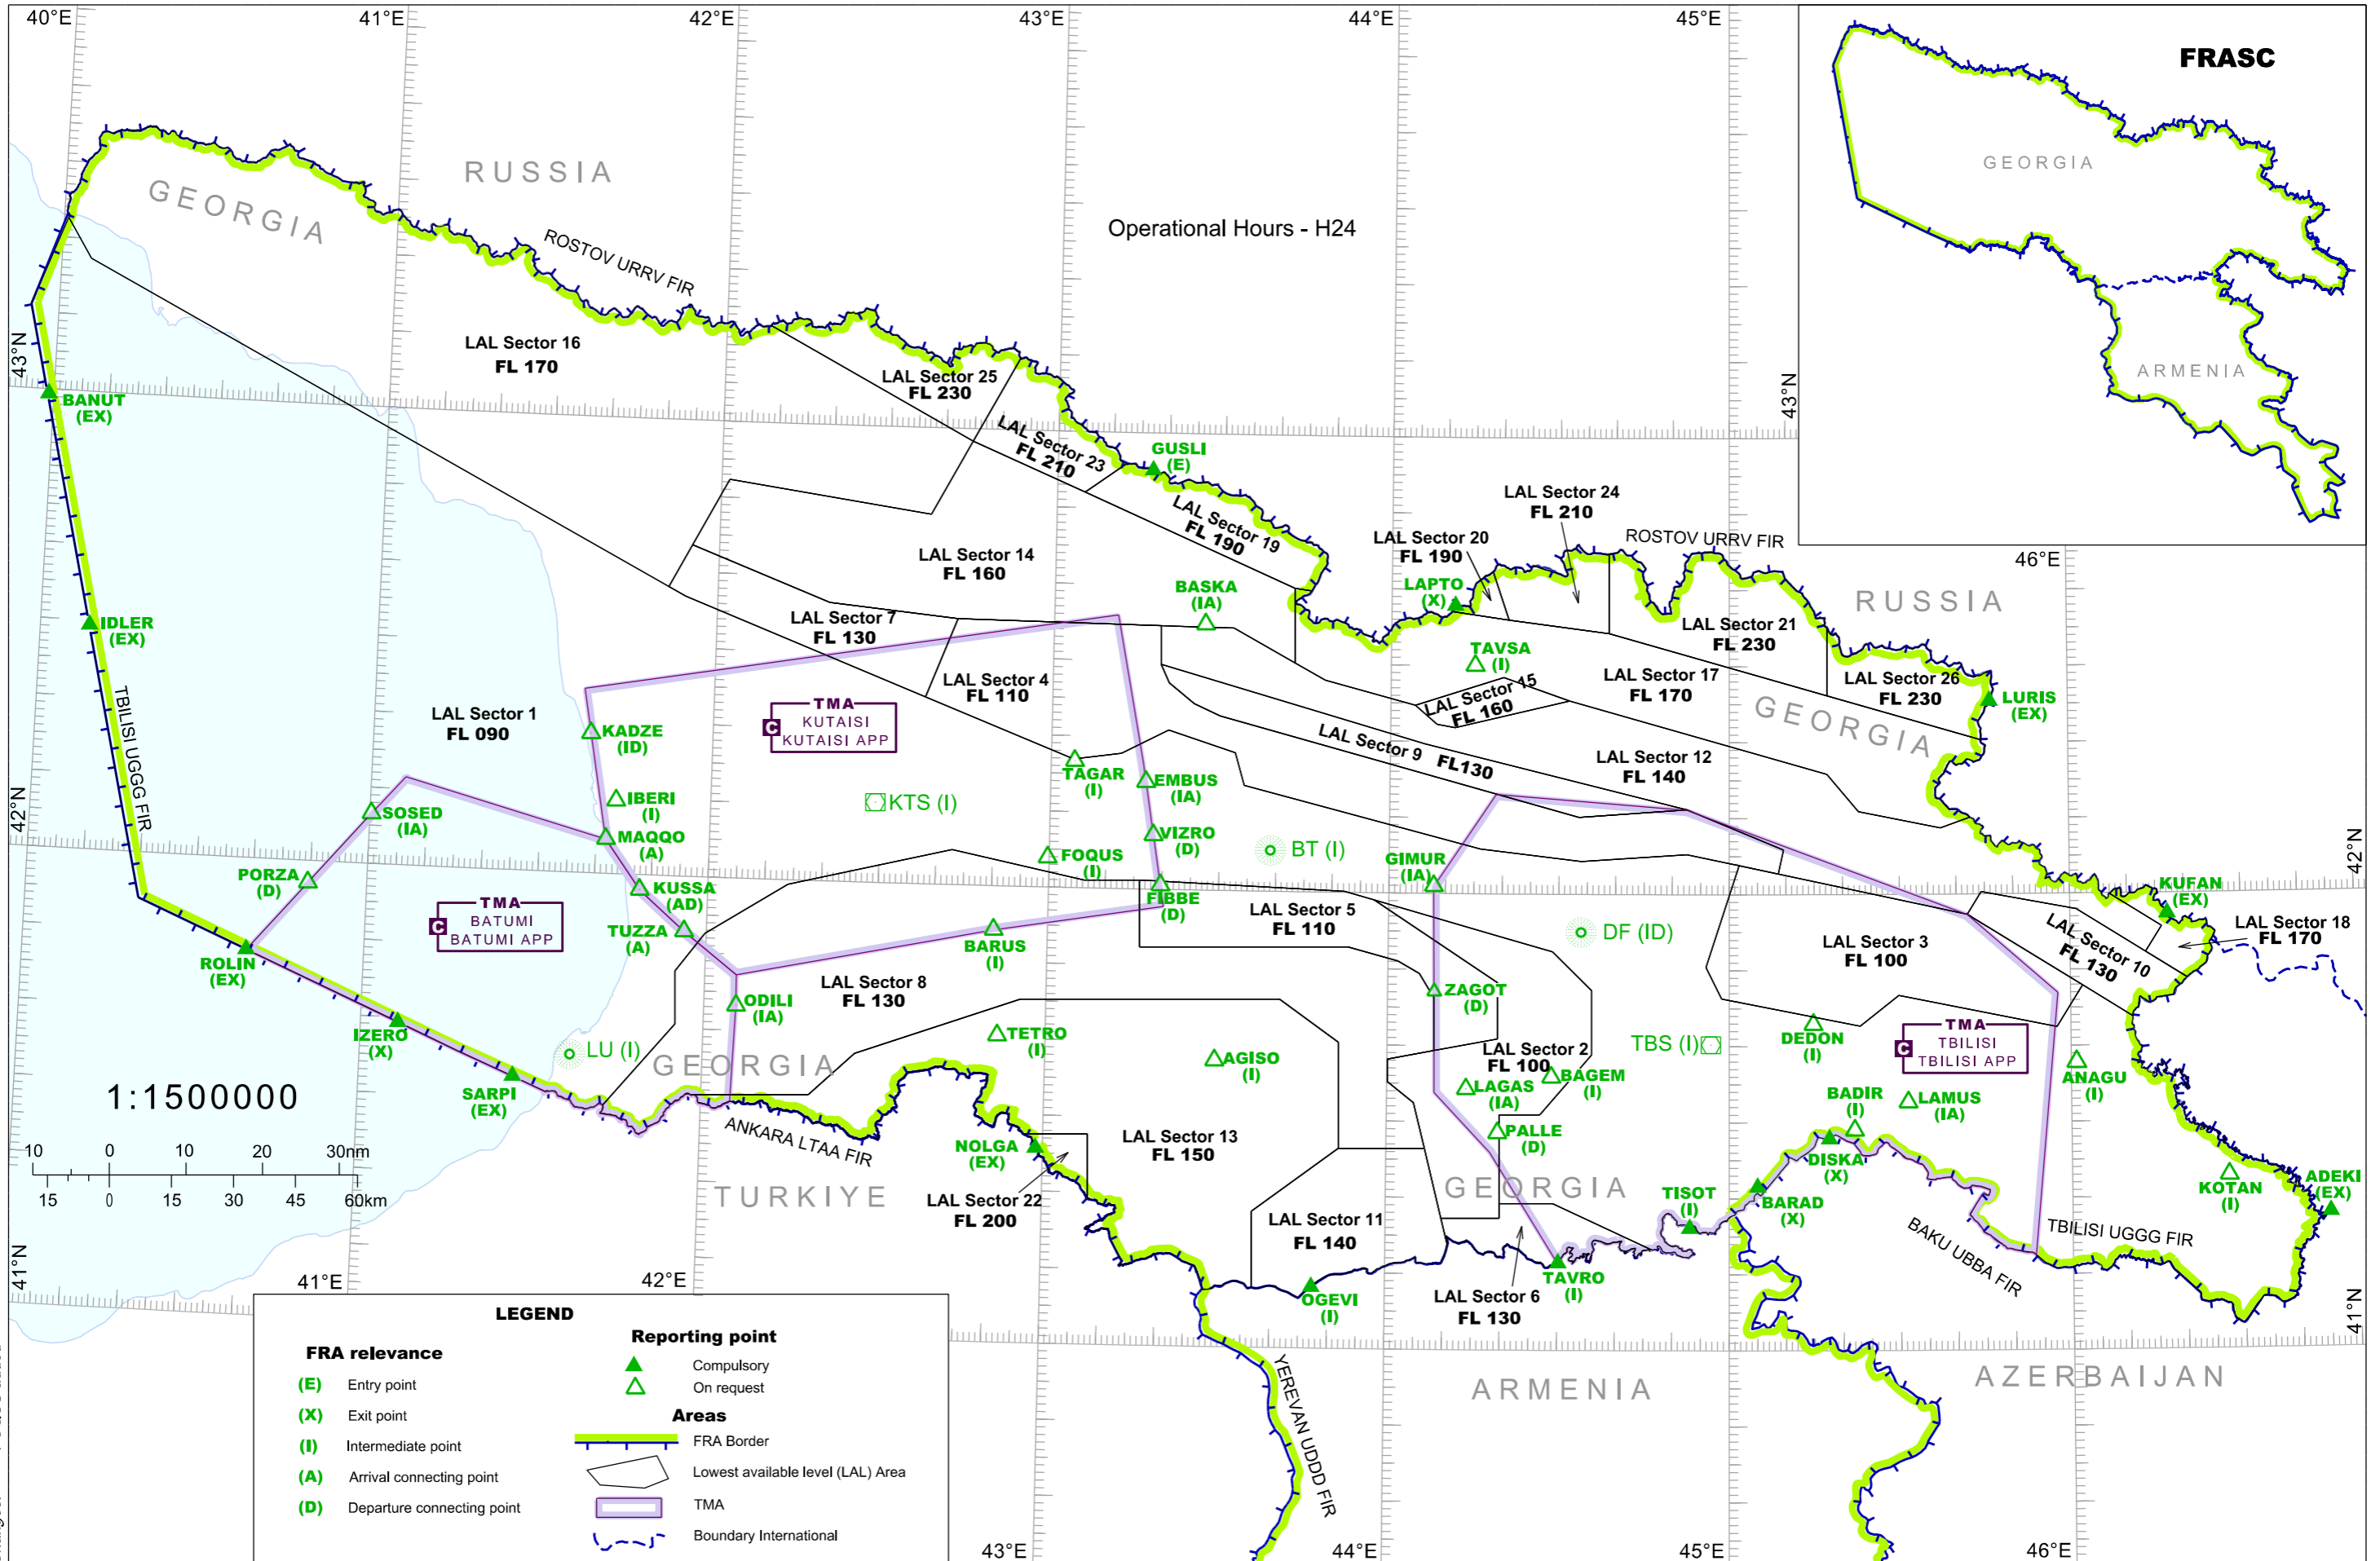 40°E
41°E
42°E
43°E
44°E
45°E
FRASC
GEORGIA
ARMENIA
RUSSIA
GEORGIA
ROSTOV URRV FIR
Operational Hours - H24
43°N
43°N
LAL Sector 16
FL 170
LAL Sector 25
FL 230
LAL Sector 23
FL 210
BANUT
(EX)
GUSLI
(E)
LAL Sector 19
FL 190
LAL Sector 24
FL 210
LAL Sector 20
FL 190
ROSTOV URRV FIR
46°E
LAL Sector 14
FL 160
BASKA
(IA)
LAPTO
(X)
RUSSIA
IDLER
(EX)
LAL Sector 7
FL 130
LAL Sector 21
FL 230
TAVSA
(I)
LAL Sector 4
FL 110
LAL Sector 15
FL 160
LAL Sector 17
FL 170
LAL Sector 26
FL 230
LURIS
(EX)
TBILISI UGGG FIR
LAL Sector 1
FL 090
TMA
KUTAISI
KUTAISI APP
C
KADZE
(ID)
GEORGIA
LAL Sector 9 FL130
LAL Sector 12
FL 140
TAGAR
(I)
EMBUS
(IA)
IBERI
(I)
KTS (I)
42°N
SOSED
(IA)
MAQQO
(A)
VIZRO
(D)
BT (I)
FOQUS
(I)
GIMUR
(IA)
42°N
PORZA
(D)
KUSSA
(AD)
FIBBE
(D)
KUFAN
(EX)
TMA
BATUMI
BATUMI APP
C
TUZZA
(A)
BARUS
(I)
LAL Sector 5
FL 110
DF (ID)
LAL Sector 3
FL 100
LAL Sector 10
FL 130
LAL Sector 18
FL 170
ROLIN
(EX)
LAL Sector 8
FL 130
ODILI
(IA)
ZAGOT
(D)
IZERO
(X)
TETRO
(I)
LU (I)
GEORGIA
AGISO
(I)
LAL Sector 2
FL 100
TBS (I)
DEDON
(I)
TMA
TBILISI
TBILISI APP
C
ANAGU
(I)
1:1500000
SARPI
(EX)
LAGAS
(IA)
BAGEM
(I)
BADIR
(I)
LAMUS
(IA)
10 0 10 20 30nm
15 0 15 30 45 60km
ANKARA LTAA FIR
NOLGA
(EX)
LAL Sector 13
FL 150
PALLE
(D)
DISKA
(X)
TURKIYE
LAL Sector 22
FL 200
GEORGIA
TISOT
(I)
BARAD
(X)
KOTAN
(I)
ADEKI
(EX)
LAL Sector 11
FL 140
BAKU UBBA FIR
TBILISI UGGG FIR
41°N
41°E
42°E
OGEVI
(I)
LAL Sector 6
FL 130
TAVRO
(I)
41°N
YEREVAN UDDD FIR
ARMENIA
AZERBAIJAN
LEGEND
FRA relevance
(E) Entry point
(X) Exit point
(I) Intermediate point
(A) Arrival connecting point
(D) Departure connecting point
Reporting point
Compulsory
On request
Areas
FRA Border
Lowest available level (LAL) Area
TMA
Boundary International
43°E
44°E
45°E
46°E